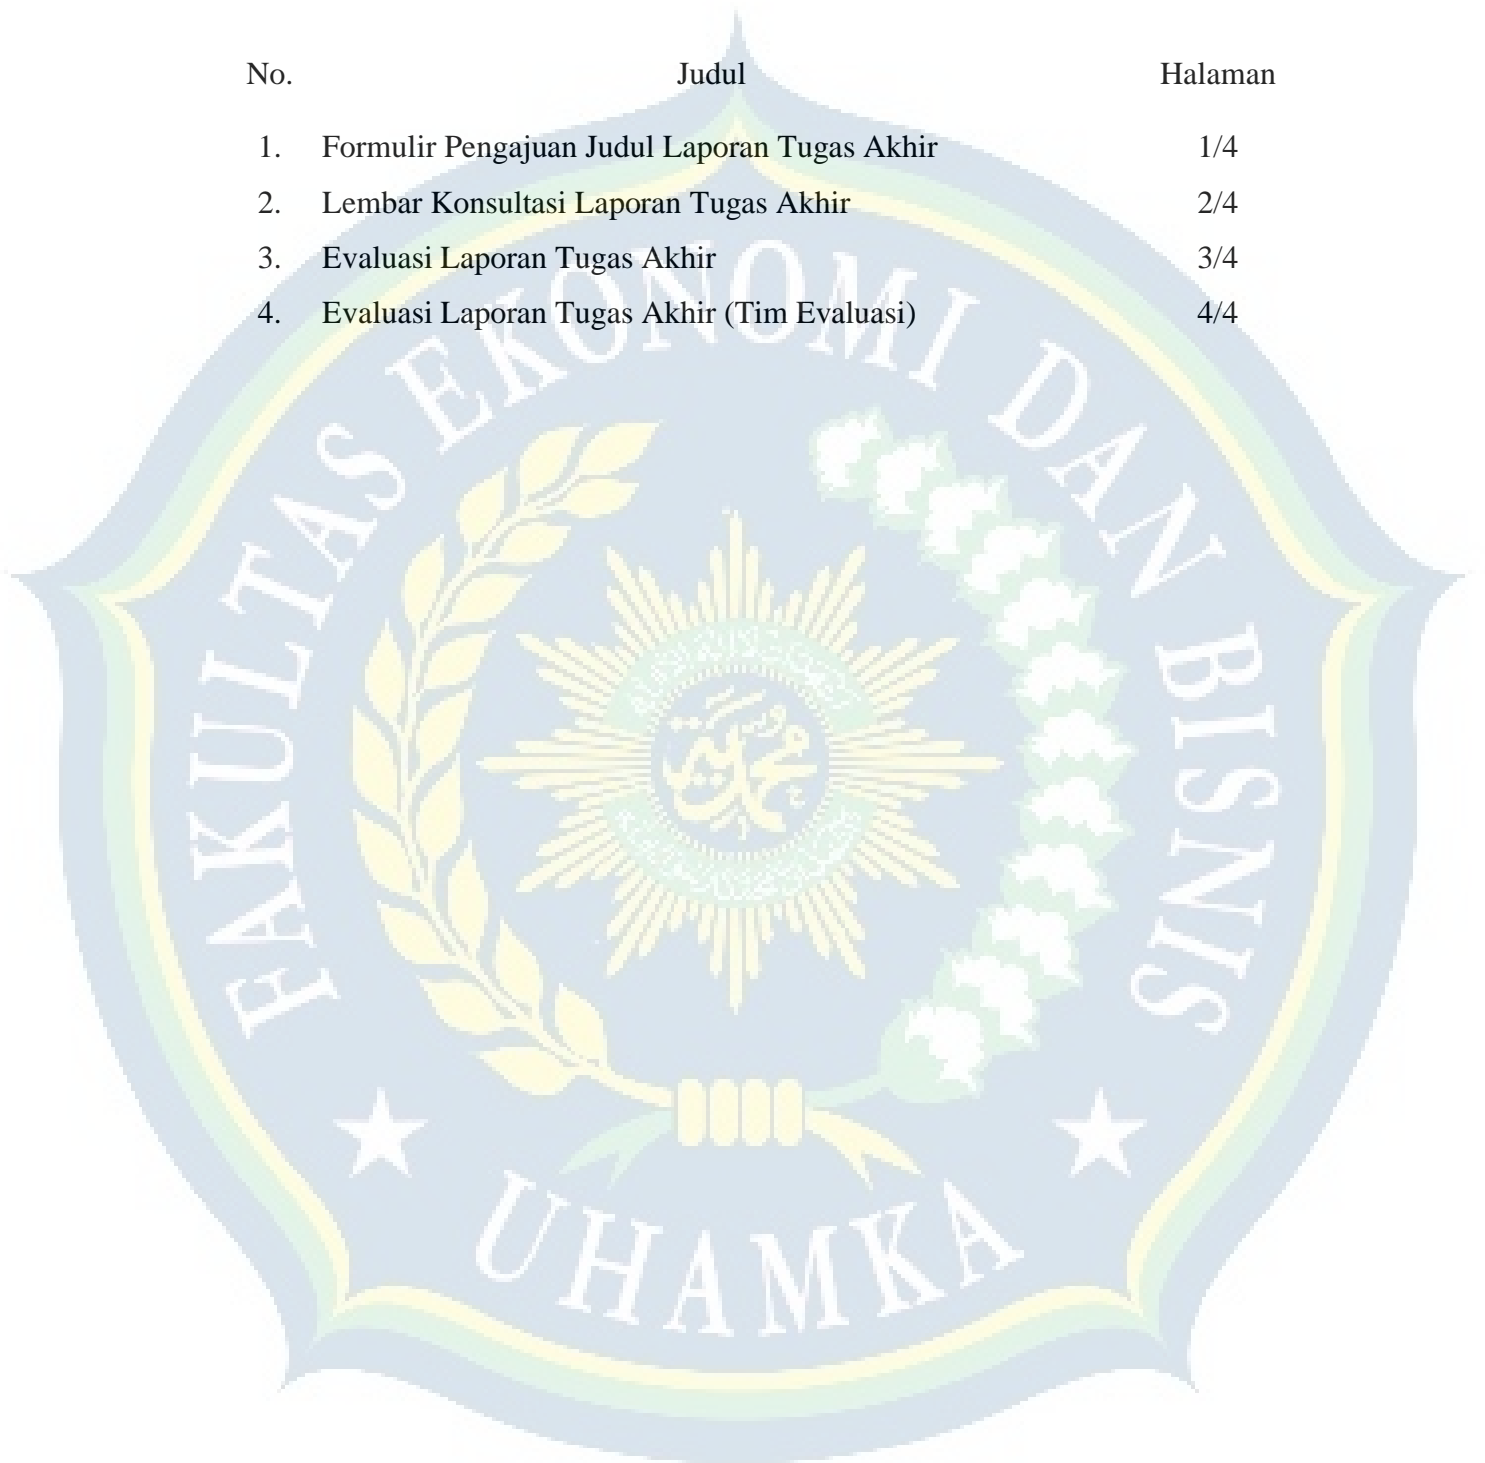 No. Judul Halaman
1. Formulir Pengajuan Judul Laporan Tugas Akhir 1/4
2. Lembar Konsultasi Laporan Tugas Akhir 2/4
3. Evaluasi Laporan Tugas Akhir 3/4
4. Evaluasi Laporan Tugas Akhir (Tim Evaluasi) 4/4
FAKULTAS EKONOMI DAN BISNIS
محمدية
UHAMKA